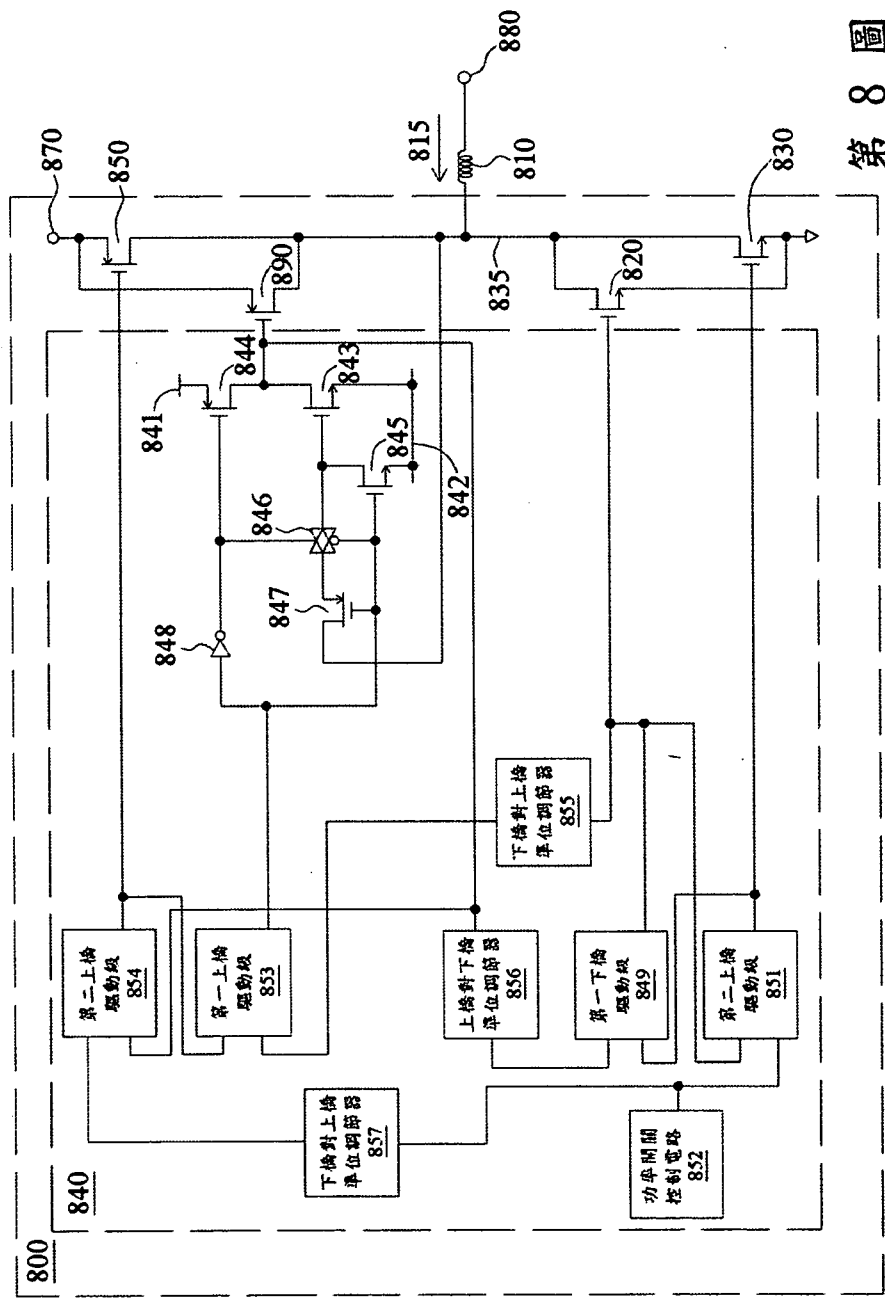 800
840
870
850
890
844
841
843
845
842
846
847
848
835
815
810
880
820
830
第二上橋
驅動級
854
第一上橋
驅動級
853
下橋對上橋
準位調節器
855
上橋對下橋
準位調節器
856
第一下橋
驅動級
849
第二上橋
驅動級
851
下橋對上橋
準位調節器
857
功率開關
控制電路
852
第 8 圖